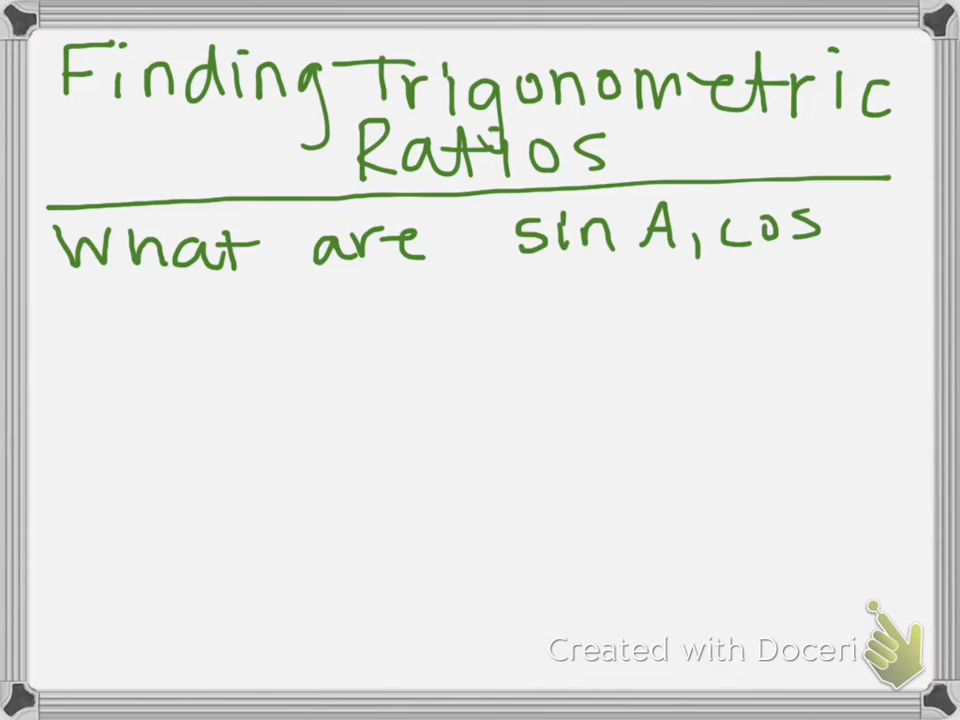 Finding Trigonometric
Ratios
What are sin A, cos
Created with Doceri